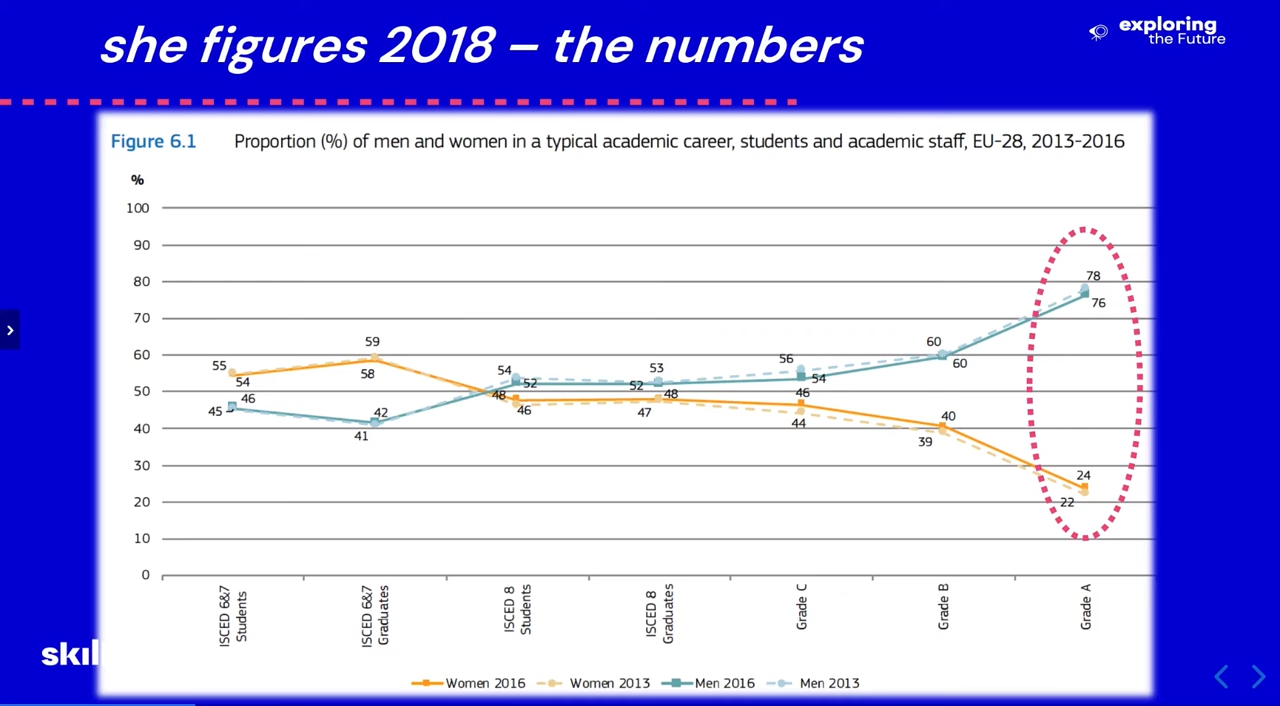 she figures 2018 – the numbers
exploring
the Future
Figure 6.1 Proportion (%) of men and women in a typical academic career, students and academic staff, EU-28, 2013-2016
%
100
90
80
70
60
50
40
30
20
10
0
55
54
46
45
59
58
42
41
54
52
48
46
53
52
48
47
56
54
46
44
60
60
40
39
78
76
24
22
ISCED 6&7
Students
ISCED 6&7
Graduates
ISCED 8
Students
ISCED 8
Graduates
Grade C
Grade B
Grade A
skil
Women 2016 Women 2013 Men 2016 Men 2013